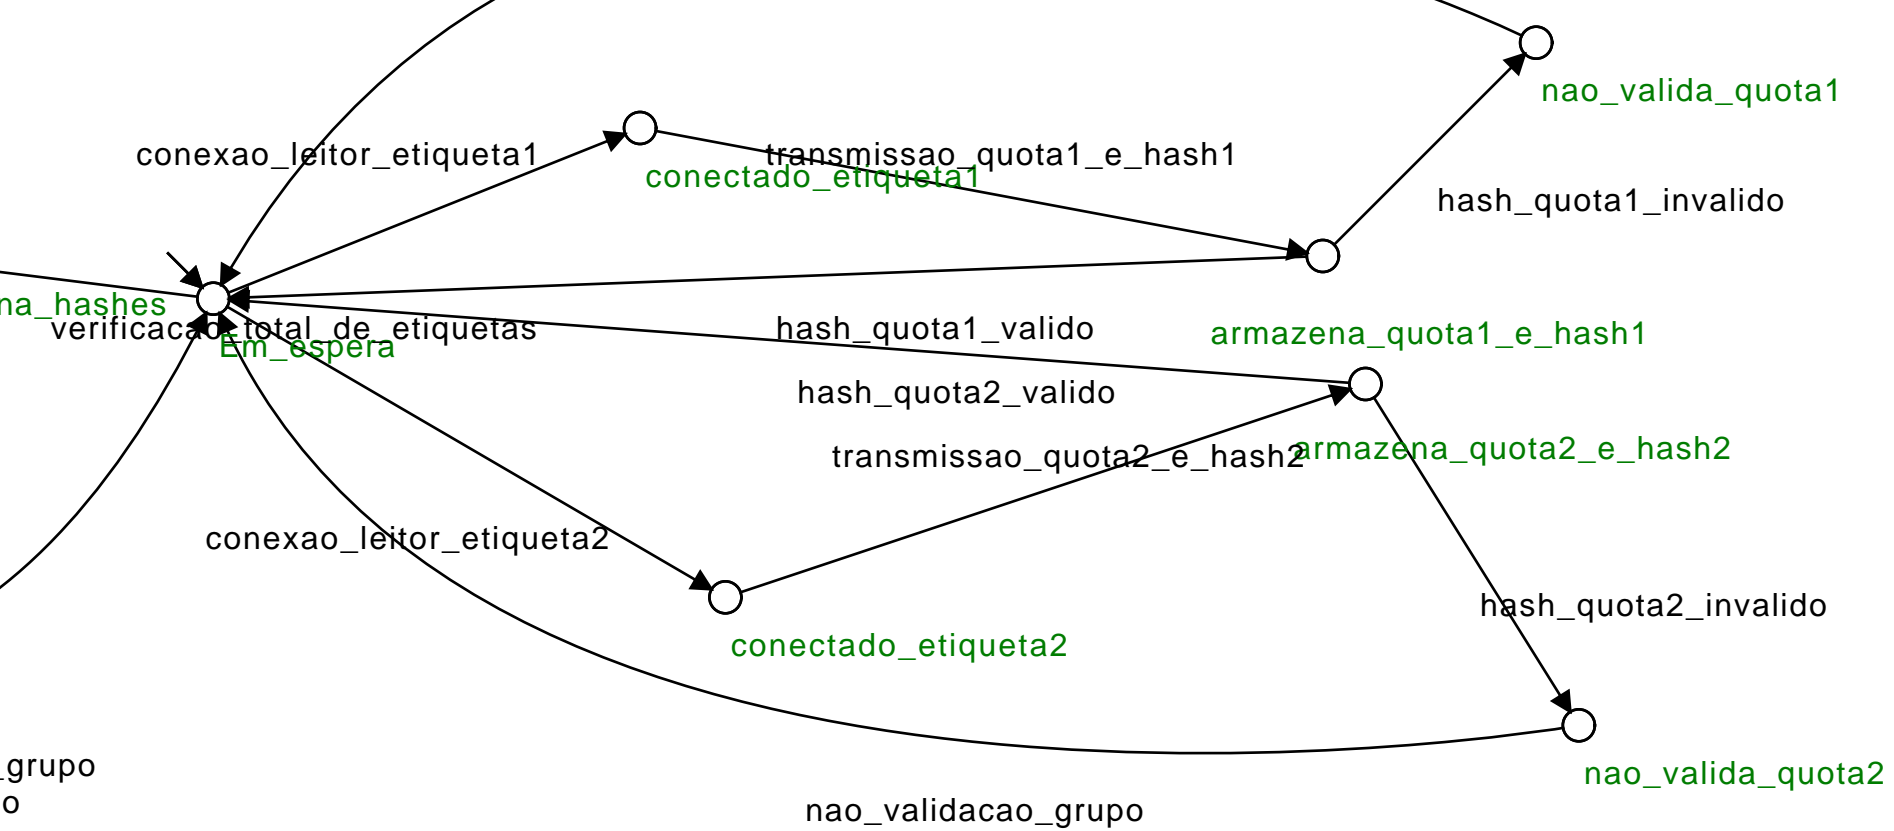 nao_valida_quota1
conexao_leitor_etiqueta1
transmissao_quota1_e_hash1
conectado_etiqueta1
hash_quota1_invalido
na_hashes
verificacao_total_de_etiquetas
hash_quota1_valido
armazena_quota1_e_hash1
Em_espera
hash_quota2_valido
armazena_quota2_e_hash2
transmissao_quota2_e_hash2
conexao_leitor_etiqueta2
hash_quota2_invalido
conectado_etiqueta2
_grupo
nao_valida_quota2
o
nao_validacao_grupo